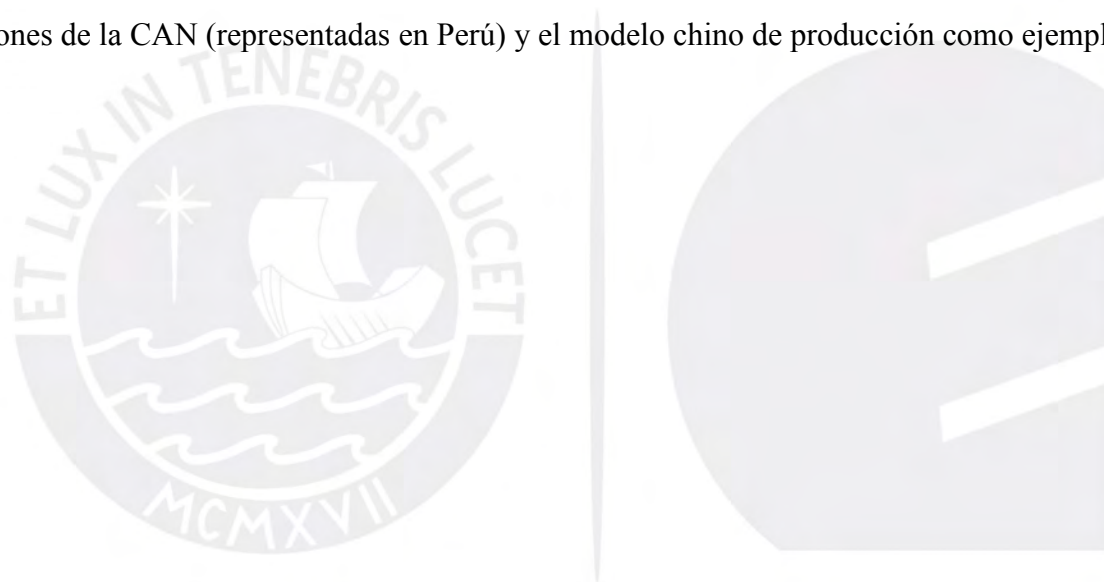 ones de la CAN (representadas en Perú) y el modelo chino de producción como ejempl
ET LUX IN TENEBRIS LUCET
MCMXVII